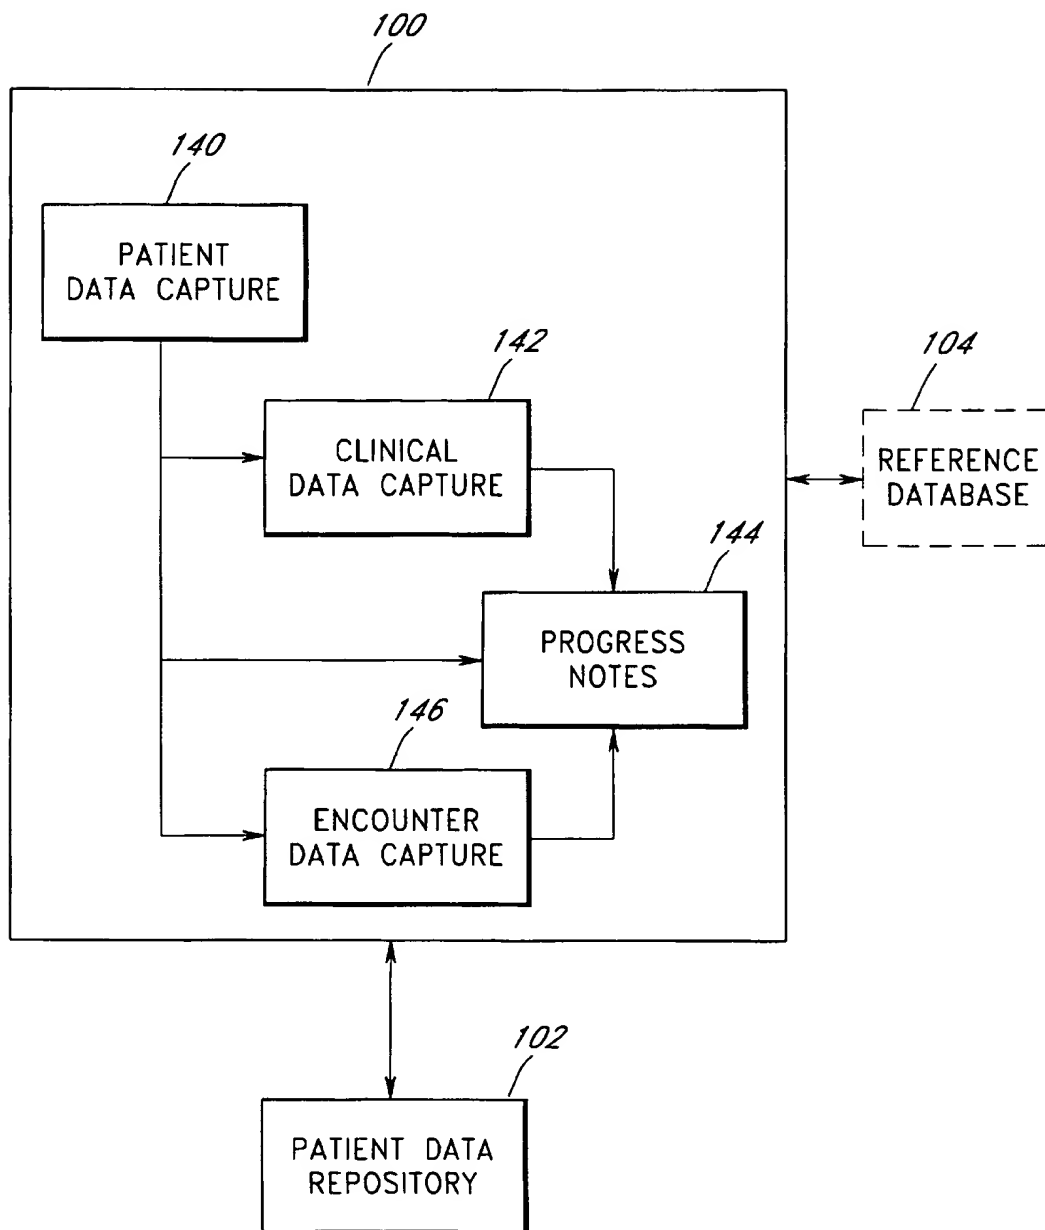 100
140
PATIENT
DATA CAPTURE
142
CLINICAL
DATA CAPTURE
104
REFERENCE
DATABASE
144
PROGRESS
NOTES
146
ENCOUNTER
DATA CAPTURE
102
PATIENT DATA
REPOSITORY